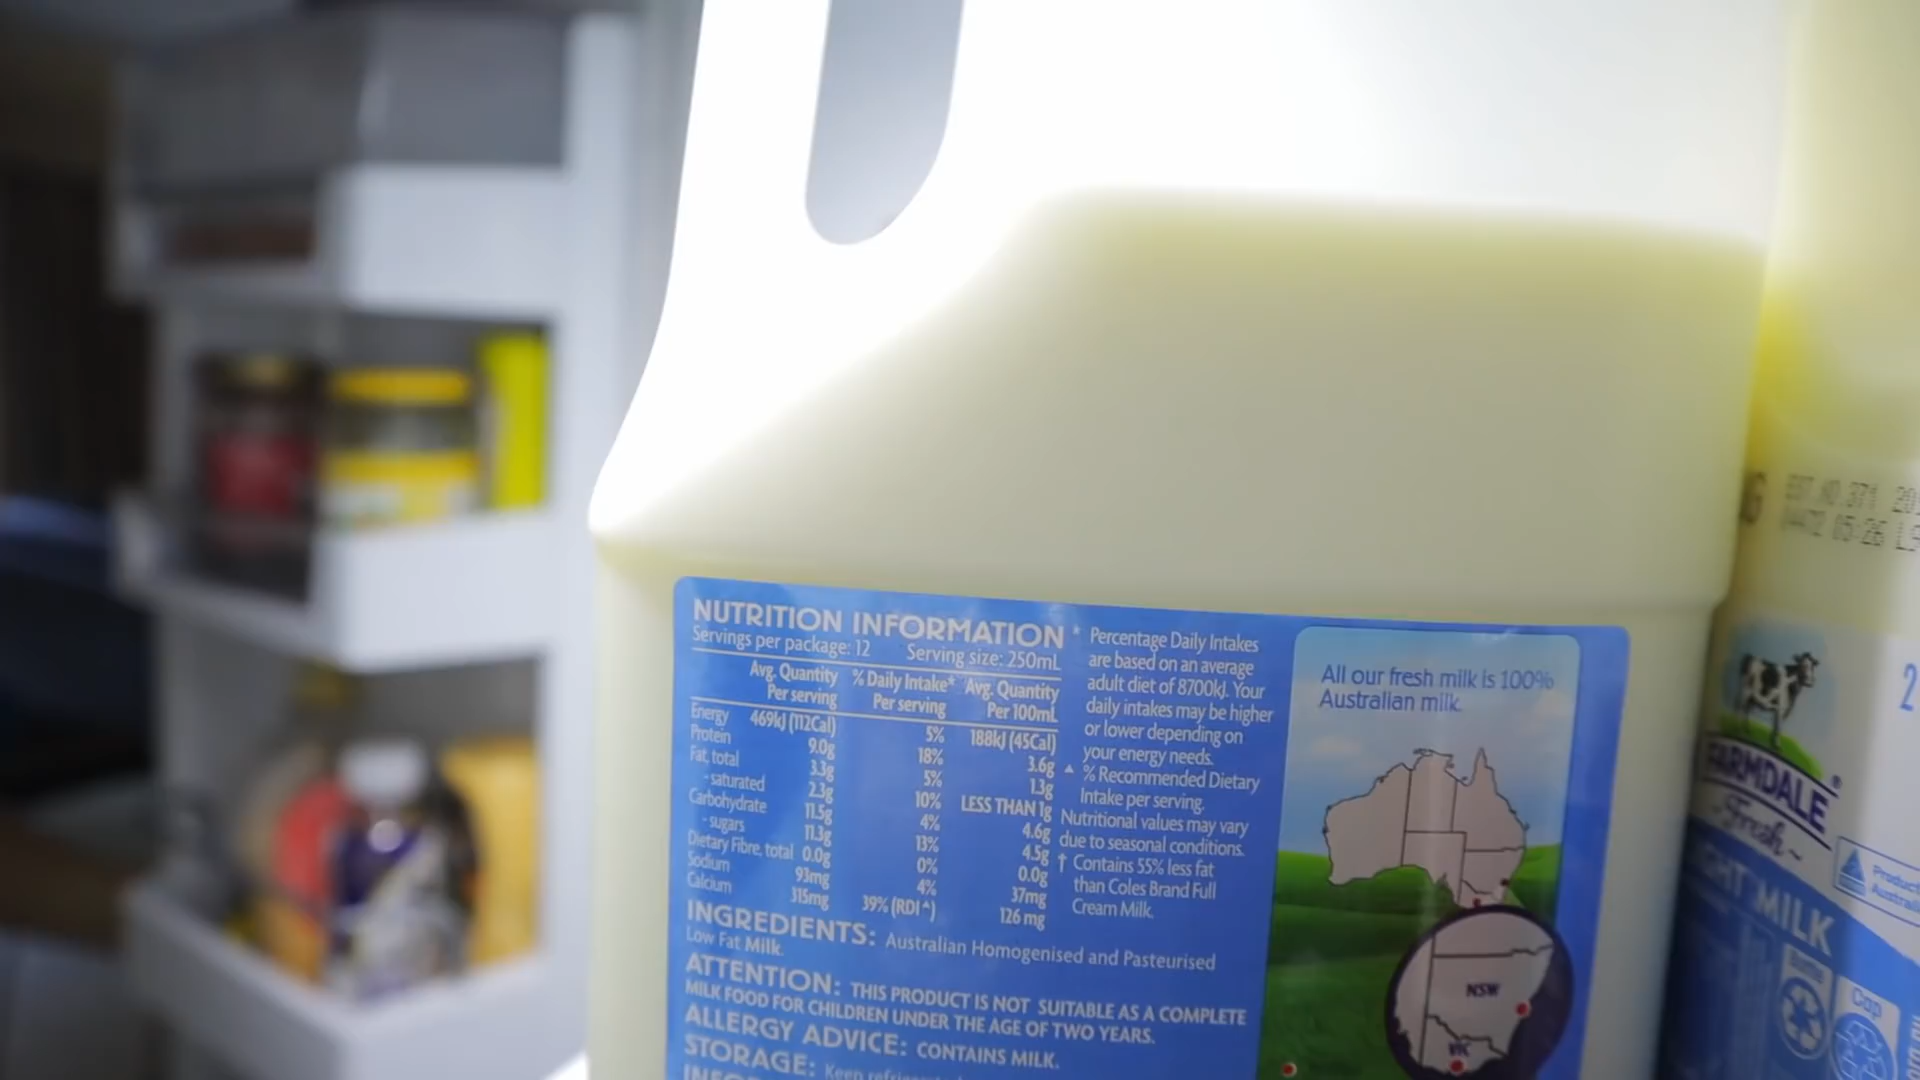 NUTRITION INFORMATION
Servings per package: 12 Serving size: 250mL
Avg. Quantity % Daily Intake* Avg. Quantity
Per serving Per serving Per 100mL
Energy 469kJ (112Cal) 5% 188kJ (45Cal)
Protein 9.0g 18% 3.6g
Fat, total 3.3g 5% 1.3g
- saturated 2.3g 10% LESS THAN 1g
Carbohydrate 11.5g 4% 4.6g
- sugars 11.3g 13% 4.5g
Dietary Fibre, total 0.0g 0% 0.0g
Sodium 93mg 4% 37mg
Calcium 315mg 39% (RDI^) 126 mg
* Percentage Daily Intakes
are based on an average
adult diet of 8700kJ. Your
daily intakes may be higher
or lower depending on
your energy needs.
▲ % Recommended Dietary
Intake per serving.
Nutritional values may vary
due to seasonal conditions.
† Contains 55% less fat
than Coles Brand Full
Cream Milk.
INGREDIENTS: Australian Homogenised and Pasteurised
Low Fat Milk.
ATTENTION: THIS PRODUCT IS NOT SUITABLE AS A COMPLETE
MILK FOOD FOR CHILDREN UNDER THE AGE OF TWO YEARS.
ALLERGY ADVICE: CONTAINS MILK.
STORAGE: Keep
All our fresh milk is 100%
Australian milk.
NSW
VIC
05:26
2
FARMDALE®
Fresh
MILK
Cap